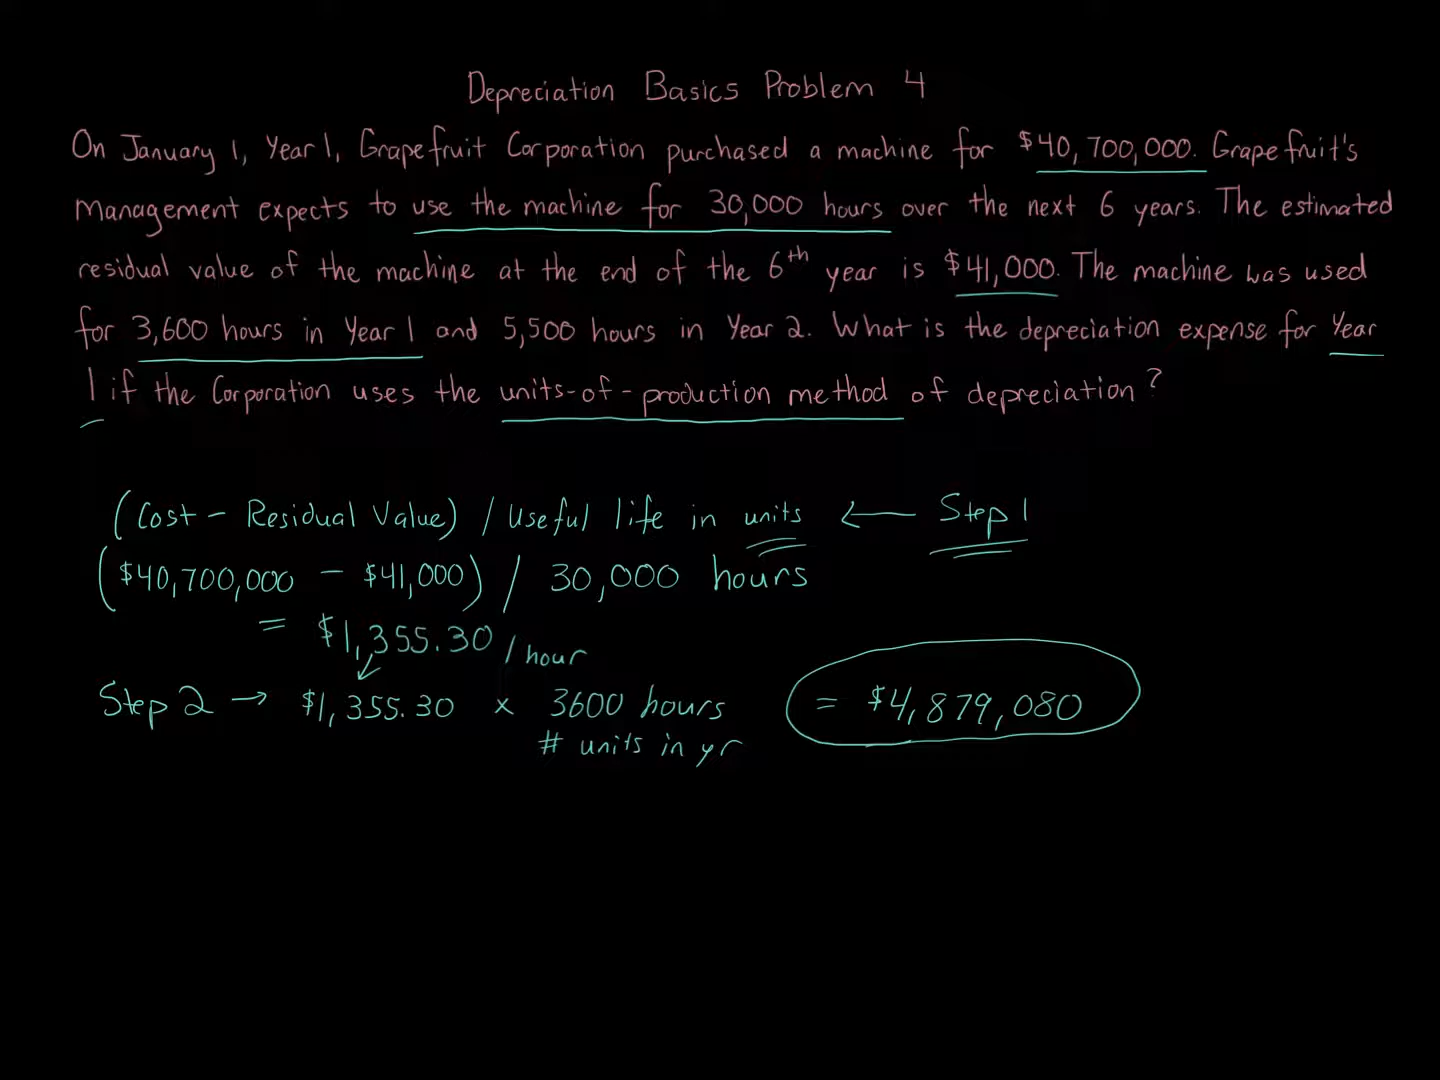 Depreciation Basics Problem 4
On January 1, Year 1, Grapefruit Corporation purchased a machine for $40,700,000. Grapefruit's
Management expects to use the machine for 30,000 hours over the next 6 years. The estimated
residual value of the machine at the end of the 6th year is $41,000. The machine was used
for 3,600 hours in Year 1 and 5,500 hours in Year 2. What is the depreciation expense for Year
1 if the Corporation uses the units-of-production method of depreciation?
(Cost - Residual Value) / Useful life in units ← Step 1
($40,700,000 - $41,000) / 30,000 hours
= $1,355.30 / hour
Step 2 → $1,355.30 x 3600 hours = $4,879,080
# units in yr